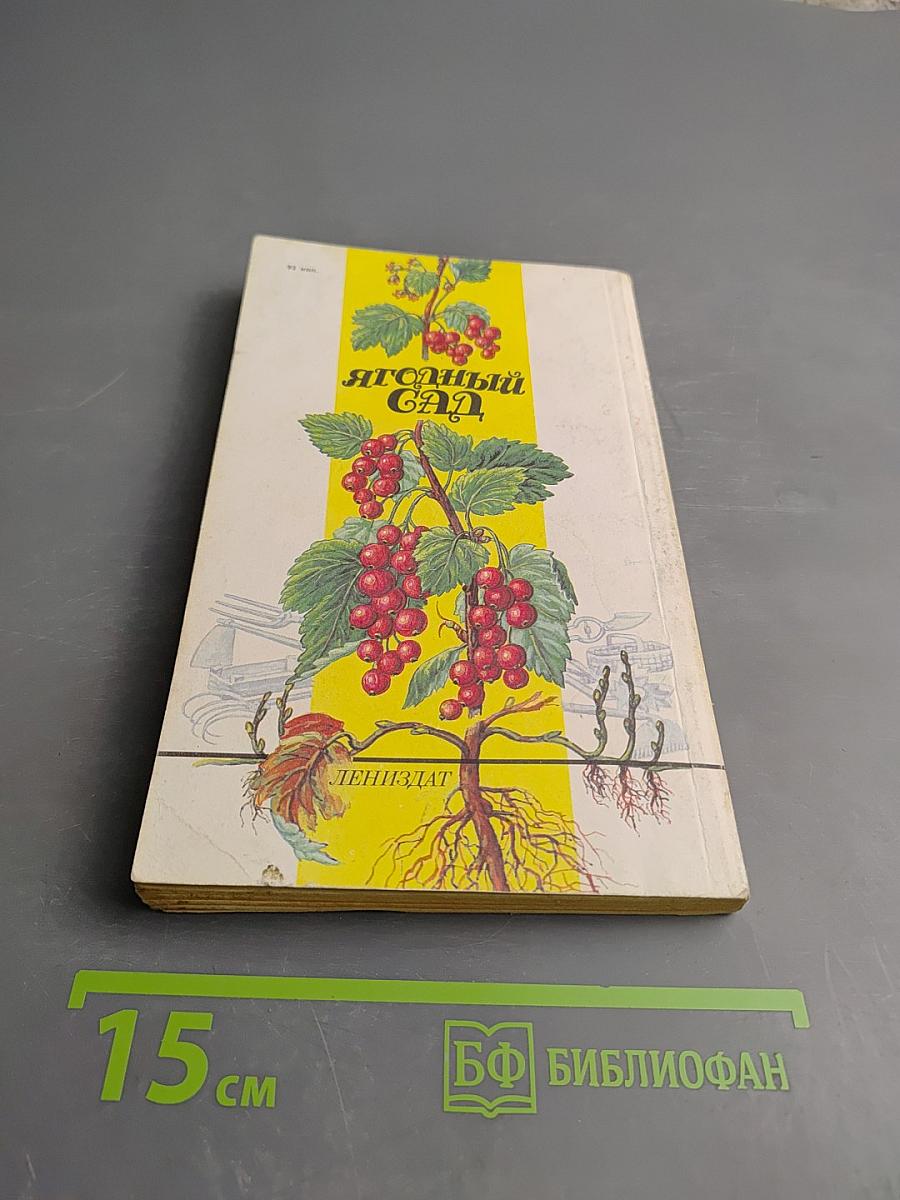 ЯГОДНЫЙ
САД
ЛЕНИЗДАТ
15 см
БФ БИБЛИОФАН